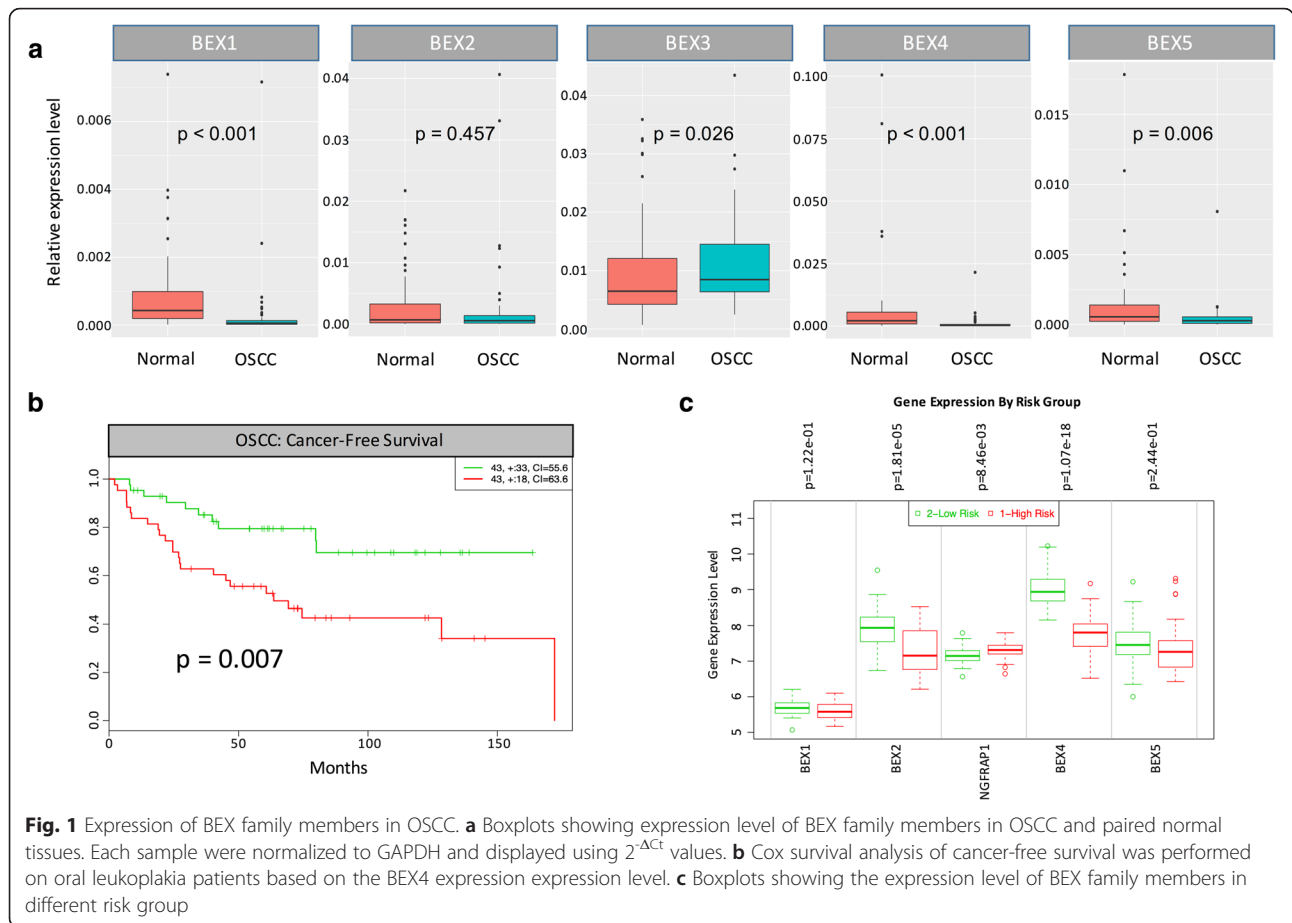 a
BEX1 BEX2 BEX3 BEX4 BEX5
Relative expression level
p < 0.001 p = 0.457 p = 0.026 p < 0.001 p = 0.006
0.006
0.004
0.002
0.000
0.04
0.03
0.02
0.01
0.00
0.04
0.03
0.02
0.01
0.00
0.100
0.075
0.050
0.025
0.000
0.015
0.010
0.005
0.000
Normal OSCC Normal OSCC Normal OSCC Normal OSCC Normal OSCC
b
OSCC: Cancer-Free Survival
43, +:33, CI=55.6
43, +:18, CI=63.6
1.0
0.8
0.6
0.4
0.2
0.0
p = 0.007
0 50 100 150
Months
c
Gene Expression By Risk Group
p=1.22e-01
p=1.81e-05
p=8.46e-03
p=1.07e-18
p=2.44e-01
2-Low Risk 1-High Risk
Gene Expression Level
11
10
9
8
7
6
5
BEX1
BEX2
NGFRAP1
BEX4
BEX5
Fig. 1 Expression of BEX family members in OSCC. a Boxplots showing expression level of BEX family members in OSCC and paired normal
tissues. Each sample were normalized to GAPDH and displayed using 2^-ΔCt values. b Cox survival analysis of cancer-free survival was performed
on oral leukoplakia patients based on the BEX4 expression expression level. c Boxplots showing the expression level of BEX family members in
different risk group